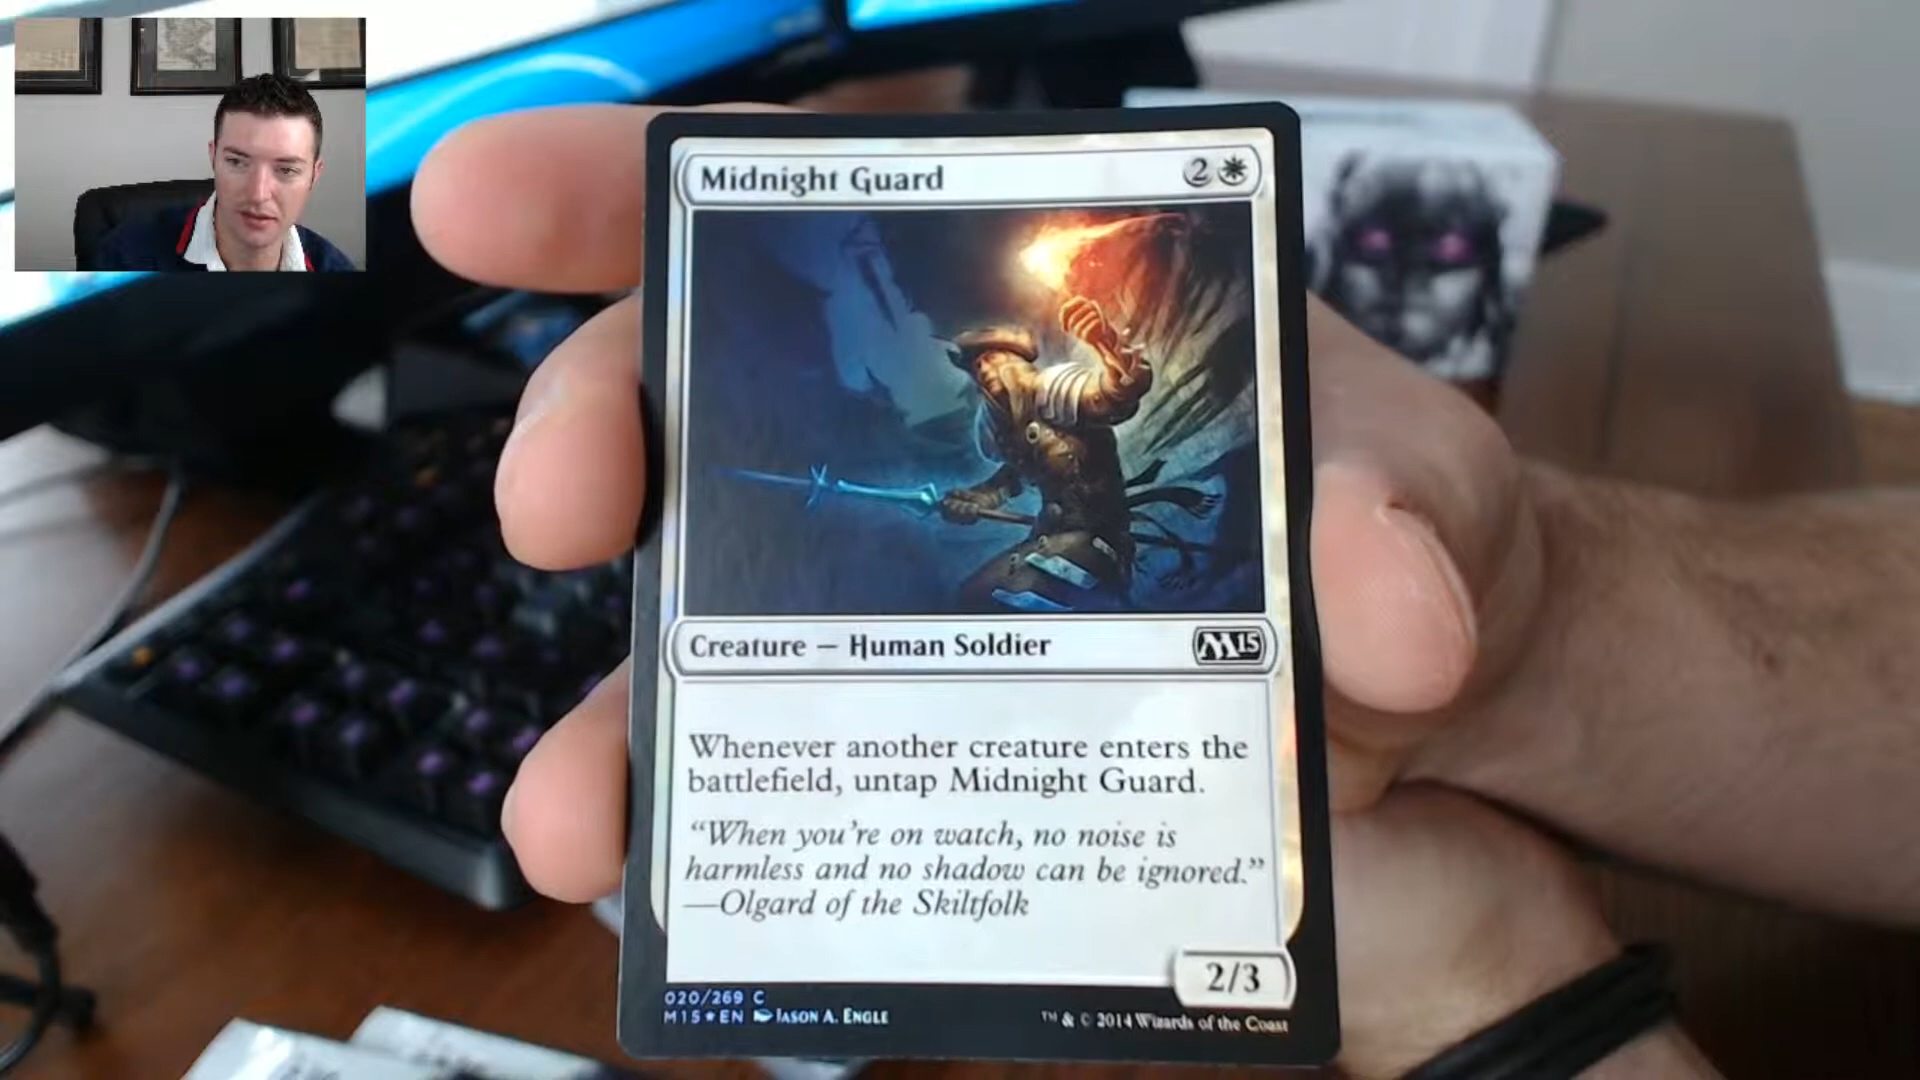 Midnight Guard 2
Creature — Human Soldier M15
Whenever another creature enters the
battlefield, untap Midnight Guard.
“When you’re on watch, no noise is
harmless and no shadow can be ignored.”
—Olgard of the Skiltfolk
2/3
020/269 C
M15★EN Jason A. Engle
™ & © 2014 Wizards of the Coast